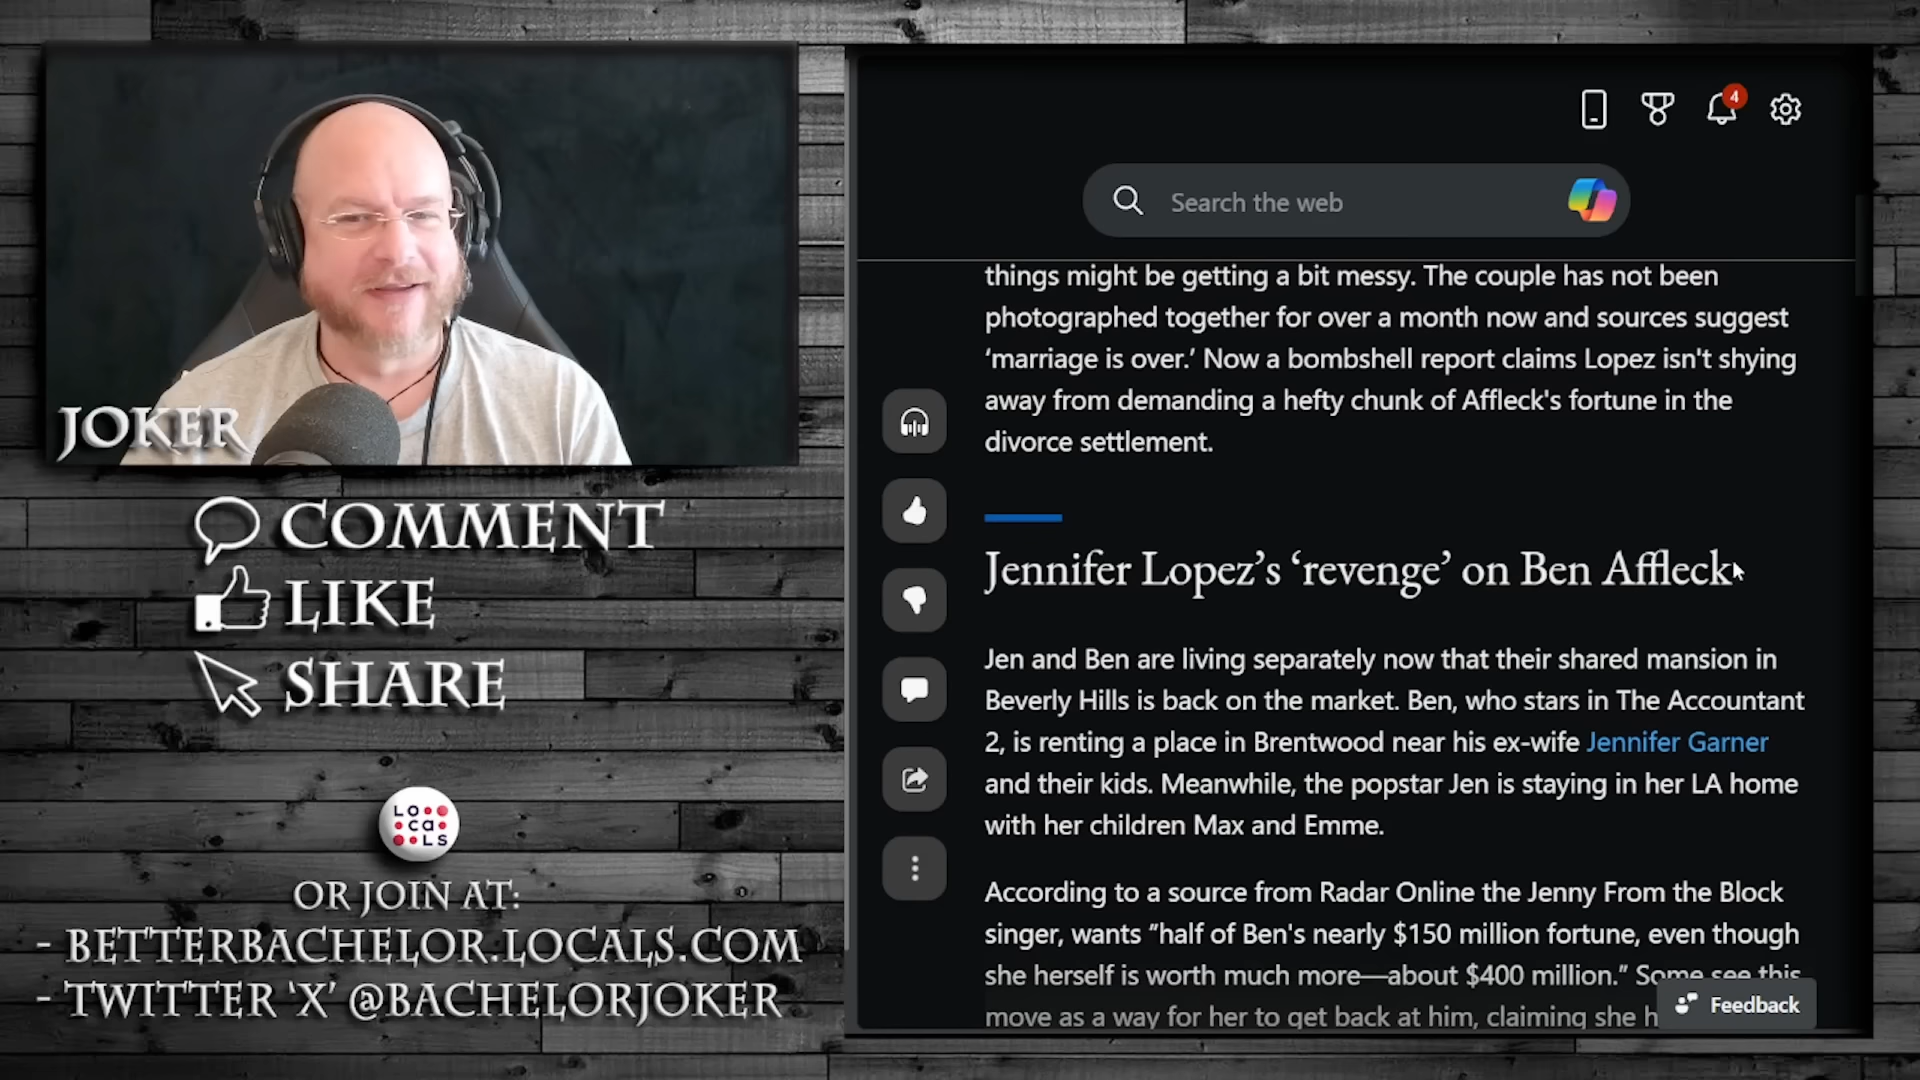 JOKER
COMMENT
LIKE
SHARE
LO
ca
LS
OR JOIN AT:
- BETTERBACHELOR.LOCALS.COM
- TWITTER ‘X’ @BACHELORJOKER
4
Search the web
things might be getting a bit messy. The couple has not been
photographed together for over a month now and sources suggest
‘marriage is over.’ Now a bombshell report claims Lopez isn't shying
away from demanding a hefty chunk of Affleck's fortune in the
divorce settlement.
Jennifer Lopez’s ‘revenge’ on Ben Affleck
Jen and Ben are living separately now that their shared mansion in
Beverly Hills is back on the market. Ben, who stars in The Accountant
2, is renting a place in Brentwood near his ex-wife Jennifer Garner
and their kids. Meanwhile, the popstar Jen is staying in her LA home
with her children Max and Emme.
According to a source from Radar Online the Jenny From the Block
singer, wants “half of Ben's nearly $150 million fortune, even though
she herself is worth much more—about $400 million.” Some see this
move as a way for her to get back at him, claiming she
Feedback